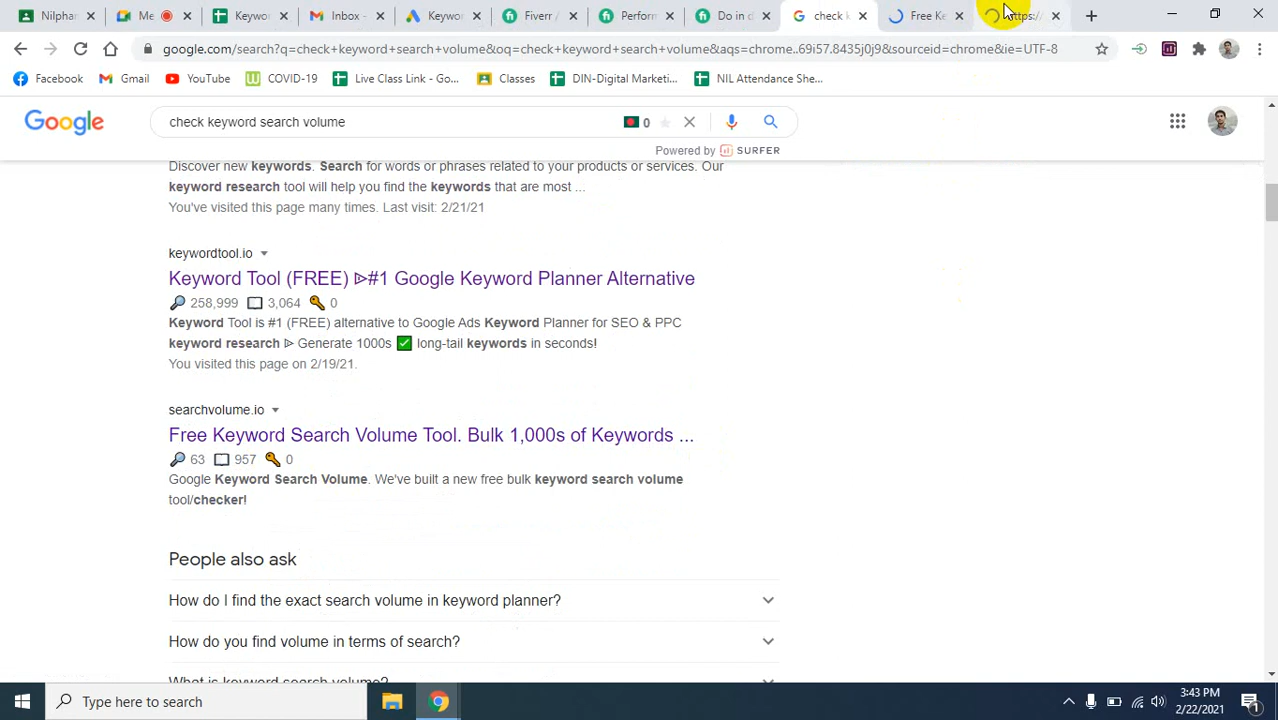 Nilpham
Me
Keyword
Inbox -
Keywo
Fiverr /
Perform
Do in d
check k
Free Ke
https:/
google.com/search?q=check+keyword+search+volume&oq=check+keyword+search+volume&aqs=chrome..69i57.8435j0j9&sourceid=chrome&ie=UTF-8
Facebook
Gmail
YouTube
COVID-19
Live Class Link - Go...
Classes
DIN-Digital Marketi...
NIL Attendance She...
Google
check keyword search volume
0
Powered by SURFER
Discover new keywords. Search for words or phrases related to your products or services. Our
keyword research tool will help you find the keywords that are most ...
You've visited this page many times. Last visit: 2/21/21
keywordtool.io
Keyword Tool (FREE) ᐉ#1 Google Keyword Planner Alternative
258,999 3,064 0
Keyword Tool is #1 (FREE) alternative to Google Ads Keyword Planner for SEO & PPC
keyword research ᐉ Generate 1000s ✅ long-tail keywords in seconds!
You visited this page on 2/19/21.
searchvolume.io
Free Keyword Search Volume Tool. Bulk 1,000s of Keywords ...
63 957 0
Google Keyword Search Volume. We've built a new free bulk keyword search volume
tool/checker!
People also ask
How do I find the exact search volume in keyword planner?
How do you find volume in terms of search?
What is keyword search volume?
Type here to search
3:43 PM
2/22/2021
1